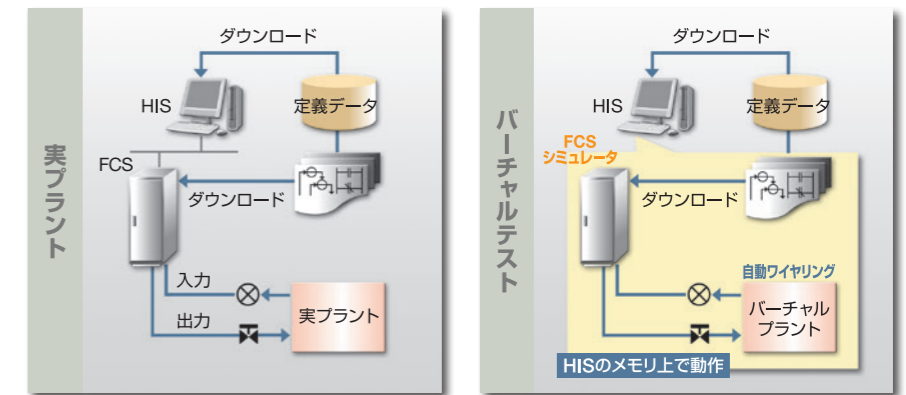 実プラント
ダウンロード
HIS
定義データ
FCS
ダウンロード
入力
出力
実プラント
バーチャルテスト
ダウンロード
HIS
定義データ
FCS
シミュレータ
ダウンロード
自動ワイヤリング
バーチャル
プラント
HISのメモリ上で動作